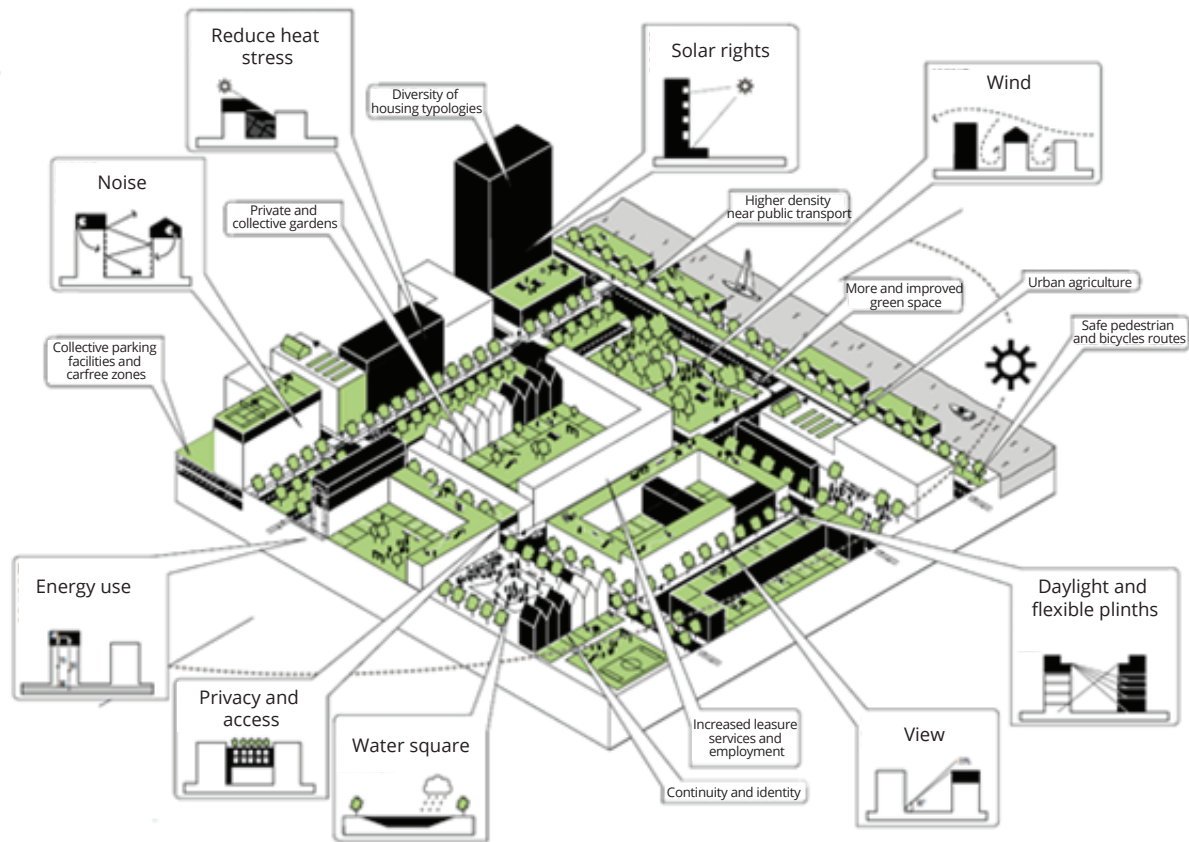 Reduce heat
stress
Solar rights
Wind
Diversity of
housing typologies
Noise
Private and
collective gardens
Higher density
near public transport
More and improved
green space
Urban agriculture
Safe pedestrian
and bicycles routes
Collective parking
facilities and
carfree zones
Energy use
Daylight and
flexible plinths
Privacy and
access
Water square
Increased leasure
services and
employment
View
Continuity and identity